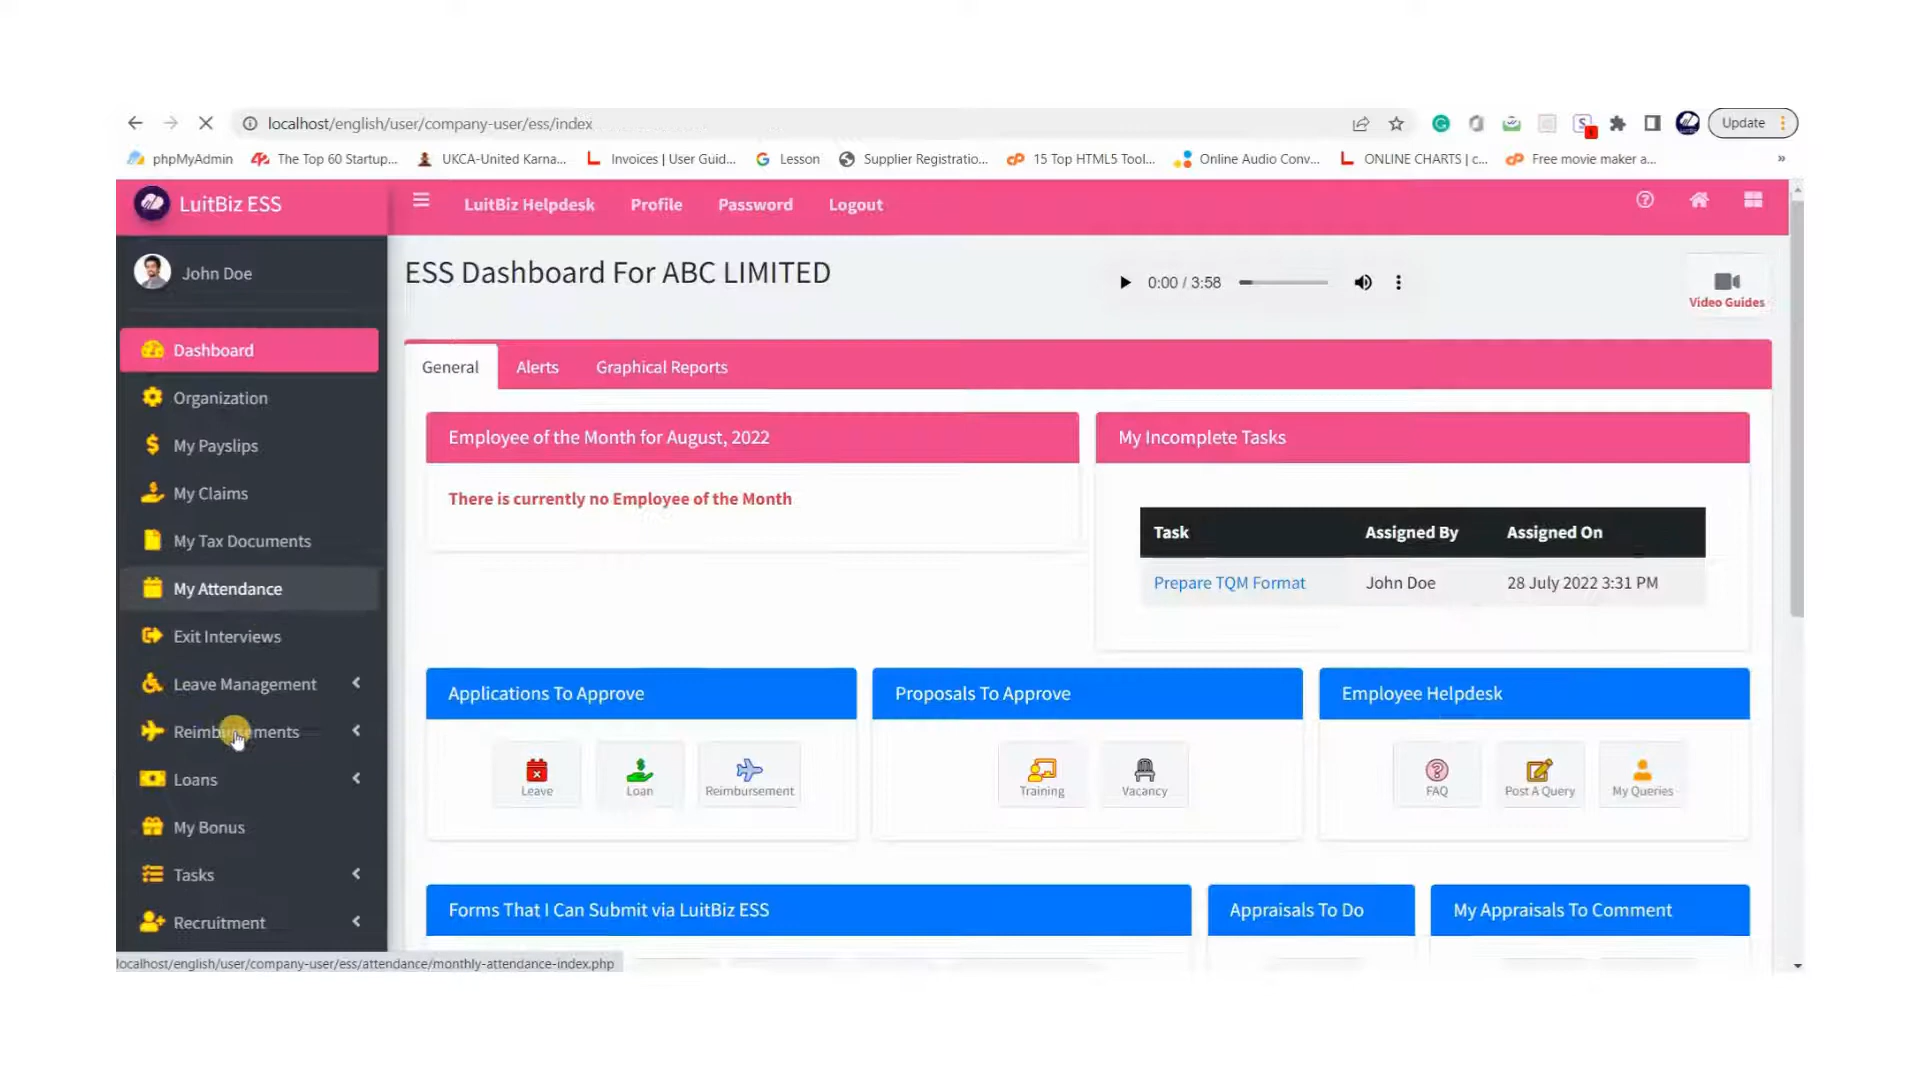 localhost/english/user/company-user/ess/index
Update
phpMyAdmin
The Top 60 Startup...
UKCA-United Karna...
Invoices | User Guid...
Lesson
Supplier Registratio...
15 Top HTML5 Tool...
Online Audio Conv...
ONLINE CHARTS | c...
Free movie maker a...
»
LuitBiz ESS
LuitBiz Helpdesk
Profile
Password
Logout
John Doe
ESS Dashboard For ABC LIMITED
0:00 / 3:58
Video Guides
Dashboard
Organization
My Payslips
My Claims
My Tax Documents
My Attendance
Exit Interviews
Leave Management
Reimbursements
Loans
My Bonus
Tasks
Recruitment
General
Alerts
Graphical Reports
Employee of the Month for August, 2022
There is currently no Employee of the Month
My Incomplete Tasks
Task Assigned By Assigned On
Prepare TQM Format John Doe 28 July 2022 3:31 PM
Applications To Approve
Leave
Loan
Reimbursement
Proposals To Approve
Training
Vacancy
Employee Helpdesk
FAQ
Post A Query
My Queries
Forms That I Can Submit via LuitBiz ESS
Appraisals To Do
My Appraisals To Comment
localhost/english/user/company-user/ess/attendance/monthly-attendance-index.php